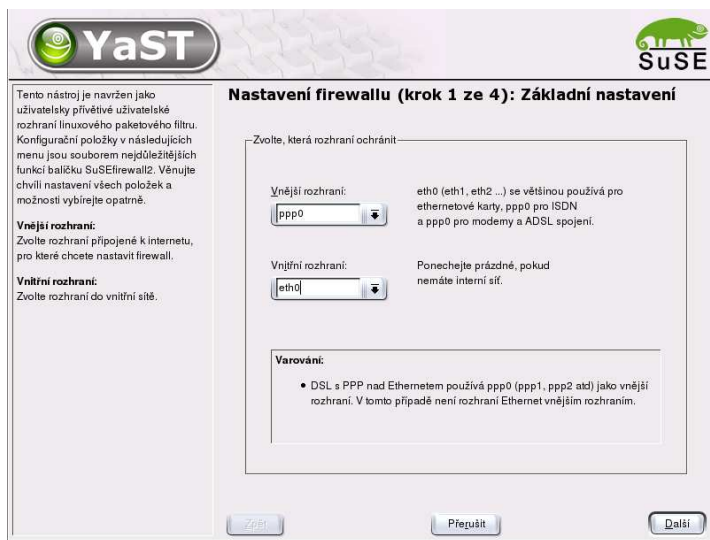 YaST
SuSE
Tento nástroj je navržen jako
uživatelsky přívětivé uživatelské
rozhraní linuxového paketového filtru.
Konfigurační položky v následujících
menu jsou souborem nejdůležitějších
funkcí balíčku SuSEfirewall2. Věnujte
chvíli nastavení všech položek a
možnosti vybírejte opatrně.
Vnější rozhraní:
Zvolte rozhraní připojené k internetu,
pro které chcete nastavit firewall.
Vnitřní rozhraní:
Zvolte rozhraní do vnitřní sítě.
Nastavení firewallu (krok 1 ze 4): Základní nastavení
Zvolte, která rozhraní ochránit
Vnější rozhraní:
ppp0
eth0 (eth1, eth2 ...) se většinou používá pro
ethernetové karty, ppp0 pro ISDN
a ppp0 pro modemy a ADSL spojení.
Vnitřní rozhraní:
eth0
Ponechejte prázdné, pokud
nemáte interní síť.
Varování:
• DSL s PPP nad Ethernetem používá ppp0 (ppp1, ppp2 atd) jako vnější
rozhraní. V tomto případě není rozhraní Ethernet vnějším rozhraním.
Zpět
Přerušit
Další